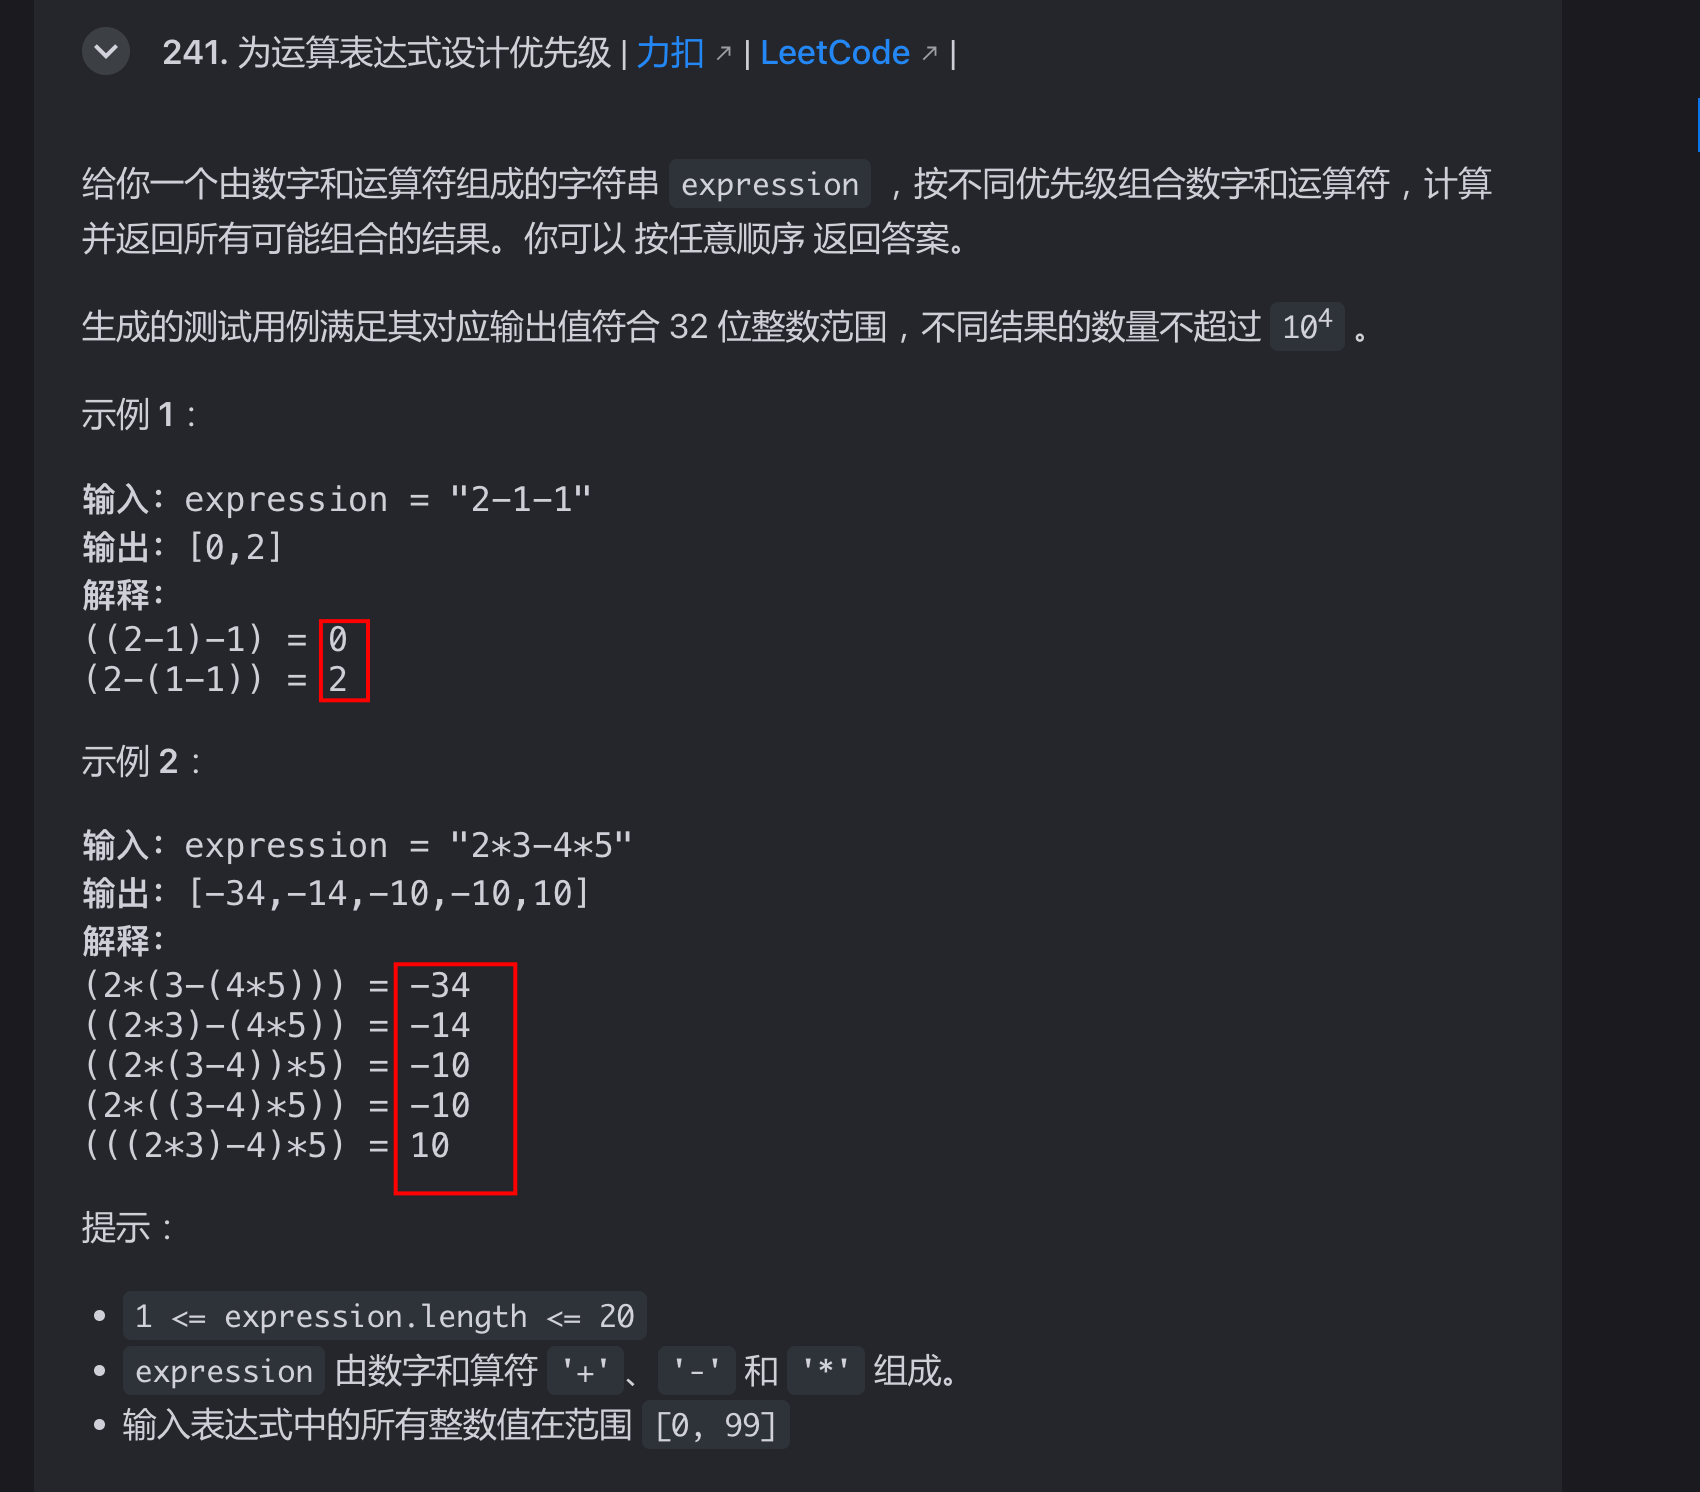 241. 为运算表达式设计优先级 | 力扣 ↗ | LeetCode ↗ |
给你一个由数字和运算符组成的字符串 expression ，按不同优先级组合数字和运算符，计算
并返回所有可能组合的结果。你可以 按任意顺序 返回答案。
生成的测试用例满足其对应输出值符合 32 位整数范围，不同结果的数量不超过 10⁴ 。
示例 1：
输入：expression = "2-1-1"
输出：[0,2]
解释：
((2-1)-1) = 0
(2-(1-1)) = 2
示例 2：
输入：expression = "2*3-4*5"
输出：[-34,-14,-10,-10,10]
解释：
(2*(3-(4*5))) = -34
((2*3)-(4*5)) = -14
((2*(3-4))*5) = -10
(2*((3-4)*5)) = -10
(((2*3)-4)*5) = 10
提示：
• 1 <= expression.length <= 20
• expression 由数字和算符 '+'、'-' 和 '*' 组成。
• 输入表达式中的所有整数值在范围 [0, 99]